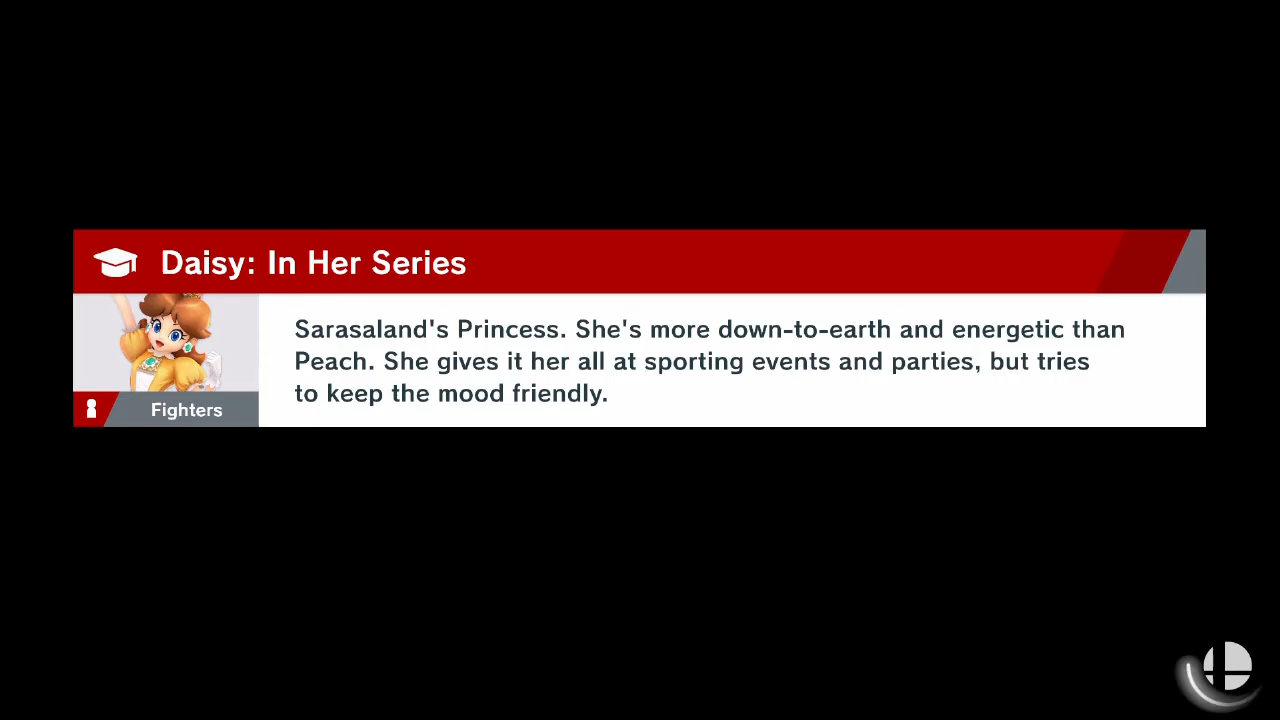 Daisy: In Her Series
Sarasaland's Princess. She's more down-to-earth and energetic than
Peach. She gives it her all at sporting events and parties, but tries
to keep the mood friendly.
Fighters